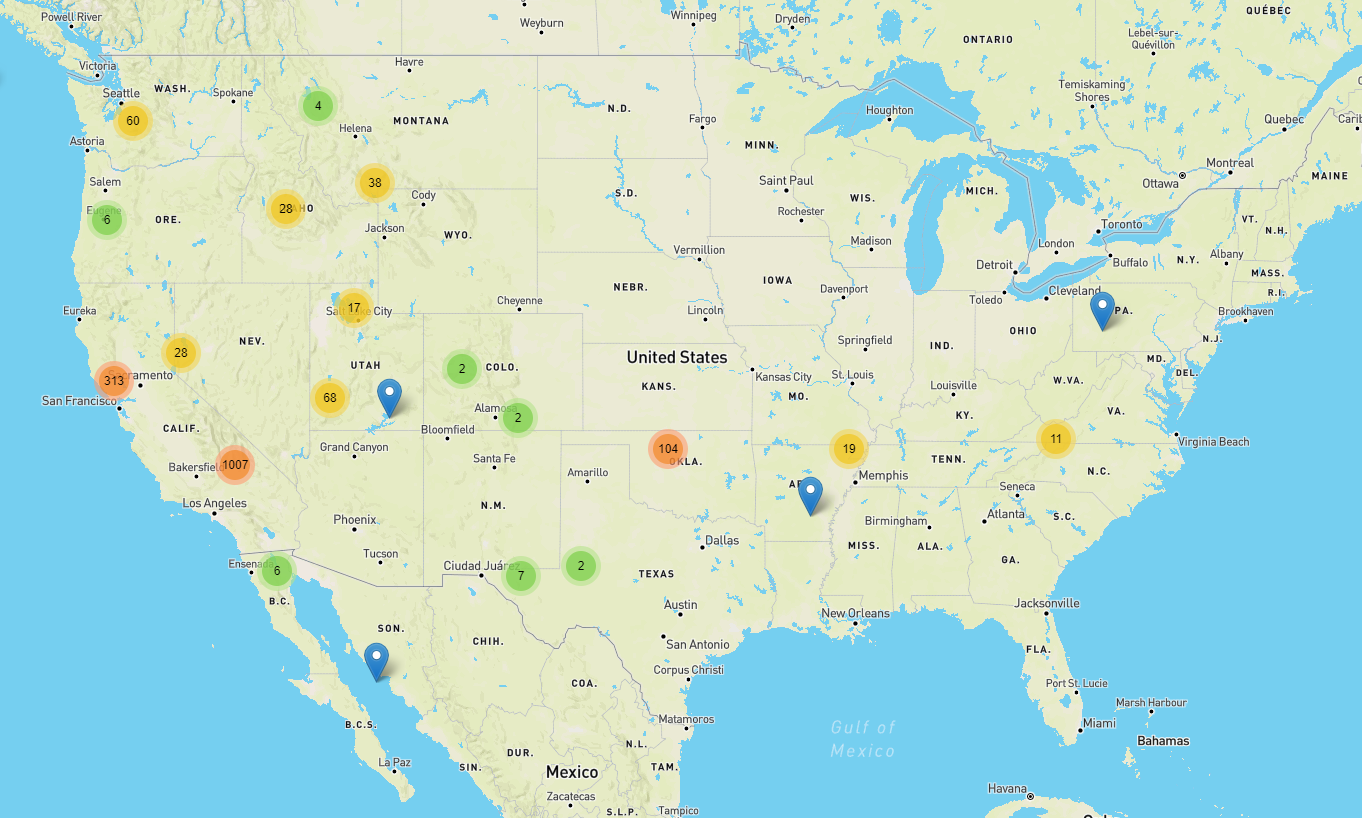 Powell River
Weyburn
Winnipeg
Dryden
QUÉBEC
ONTARIO
Lebel-sur-
Quévillon
Victoria
Havre
Temiskaming
Shores
Seattle
WASH.
Spokane
4
N.D.
Fargo
Houghton
Quebec
60
Helena
MONTANA
Astoria
MINN.
Montreal
38
Salem
Saint Paul
MICH.
Ottawa
MAINE
S.D.
Cody
WIS.
28
Rochester
6
ORE.
VT.
Jackson
WYO.
Toronto
N.H.
Madison
London
Vermillion
Detroit
Buffalo
N.Y.
Albany
MASS.
IOWA
NEBR.
Davenport
Toledo
Cleveland
R.I.
17
Salt Lake City
Cheyenne
Eureka
Lincoln
PA.
Brookhaven
OHIO
NEV.
Springfield
IND.
N.J.
28
United States
MD.
UTAH
2
COLO.
DEL.
313
Kansas City
St. Louis
KANS.
Louisville
W.VA.
68
MO.
San Francisco
Alamosa
2
KY.
VA.
CALIF.
Bloomfield
11
Virginia Beach
Grand Canyon
104
OKLA.
19
TENN.
1007
Bakersfield
Santa Fe
Amarillo
Memphis
N.C.
Los Angeles
N.M.
Seneca
Phoenix
Birmingham
Atlanta
S.C.
Tucson
Dallas
MISS.
ALA.
GA.
Ensenada
6
Ciudad Juárez
7
2
TEXAS
B.C.
Austin
New Orleans
Jacksonville
SON.
CHIH.
San Antonio
FLA.
Corpus Christi
COA.
Port St. Lucie
Marsh Harbour
B.C.S.
Matamoros
Gulf of
Mexico
Miami
Bahamas
N.L.
DUR.
La Paz
SIN.
Mexico
TAM.
Havana
Zacatecas
S.L.P.
Tampico